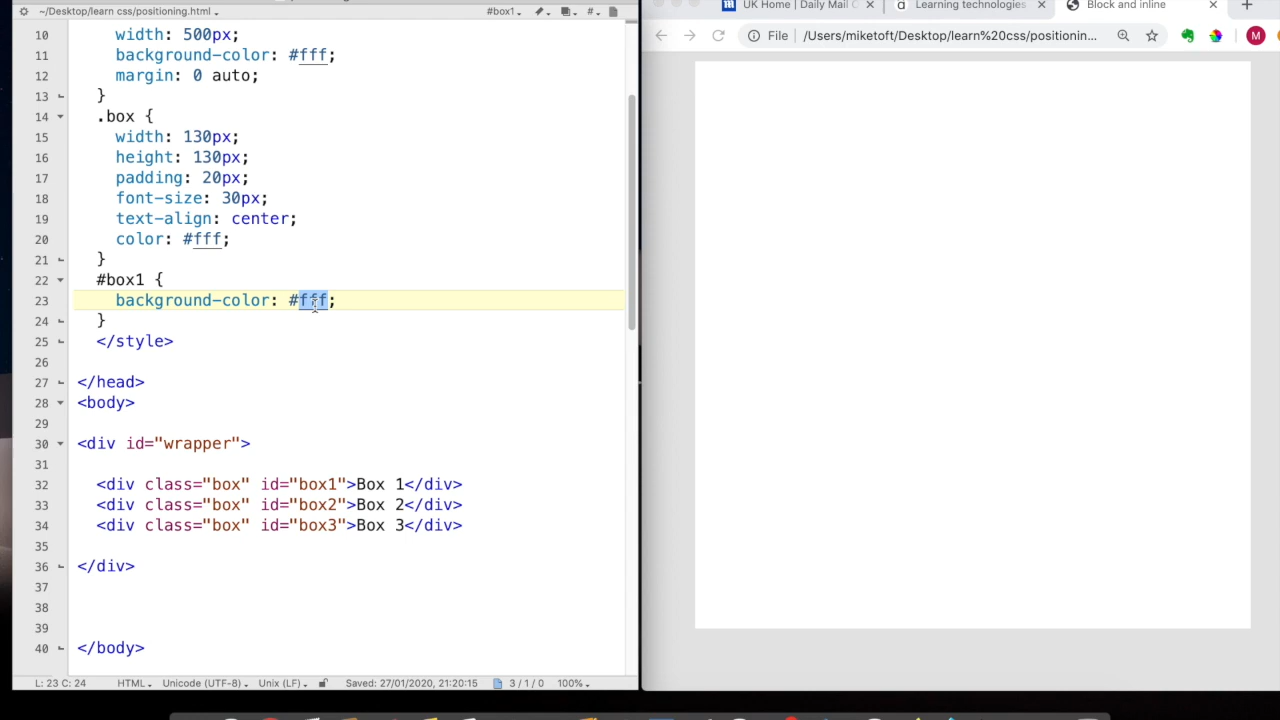 ~/Desktop/learn css/positioning.html
#box1
#
10 width: 500px;
11 background-color: #fff;
12 margin: 0 auto;
13 }
14 .box {
15 width: 130px;
16 height: 130px;
17 padding: 20px;
18 font-size: 30px;
19 text-align: center;
20 color: #fff;
21 }
22 #box1 {
23 background-color: #fff;
24 }
25 </style>
26
27 </head>
28 <body>
29
30 <div id="wrapper">
31
32 <div class="box" id="box1">Box 1</div>
33 <div class="box" id="box2">Box 2</div>
34 <div class="box" id="box3">Box 3</div>
35
36 </div>
37
38
39
40 </body>
L: 23 C: 24 HTML Unicode (UTF-8) Unix (LF) Saved: 27/01/2020, 21:20:15 3 / 1 / 0 100%
UK Home | Daily Mail
Learning technologies
Block and inline
File /Users/miketoft/Desktop/learn%20css/positionin...
M